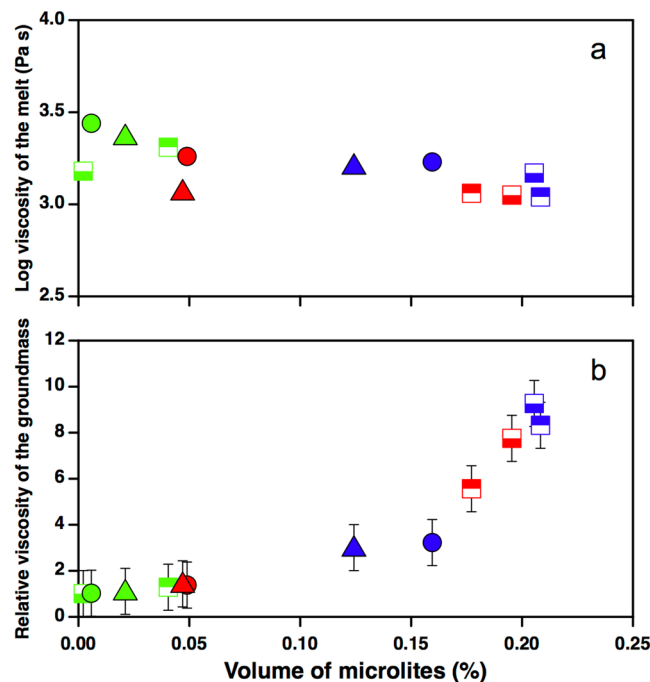 4.0
a
3.5
3.0
2.5
Log viscosity of the melt (Pa s)
12
b
10
8
6
4
2
0
Relative viscosity of the groundmass
0.00 0.05 0.10 0.15 0.20 0.25
Volume of microlites (%)